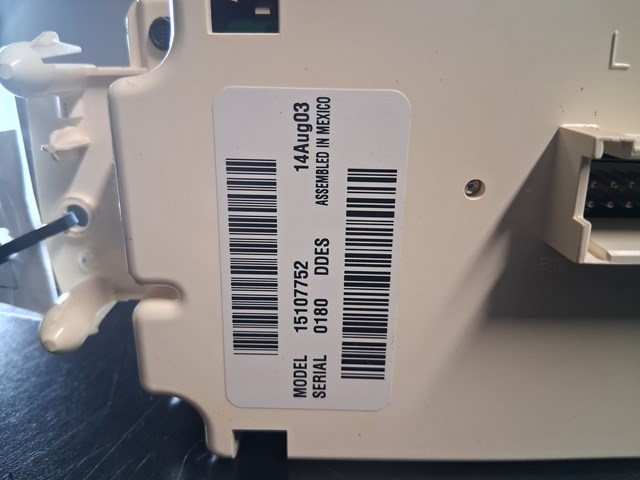 MODEL 15107752 14Aug03
SERIAL 0180 DDES ASSEMBLED IN MEXICO
L